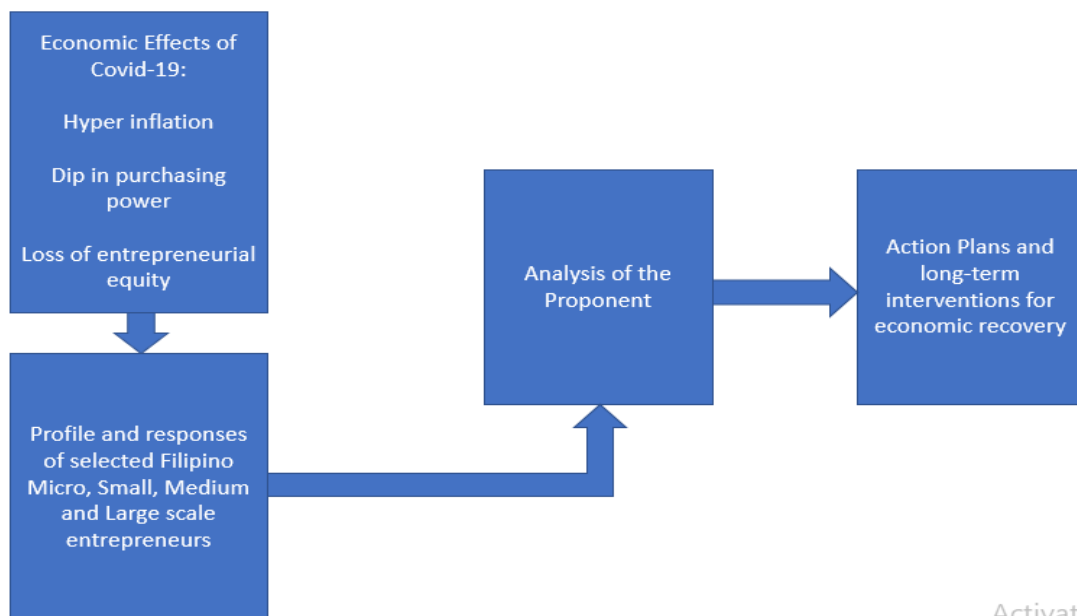 Economic Effects of
Covid-19:
Hyper inflation
Dip in purchasing
power
Loss of entrepreneurial
equity
Profile and responses
of selected Filipino
Micro, Small, Medium
and Large scale
entrepreneurs
Analysis of the
Proponent
Action Plans and
long-term
interventions for
economic recovery
Activat